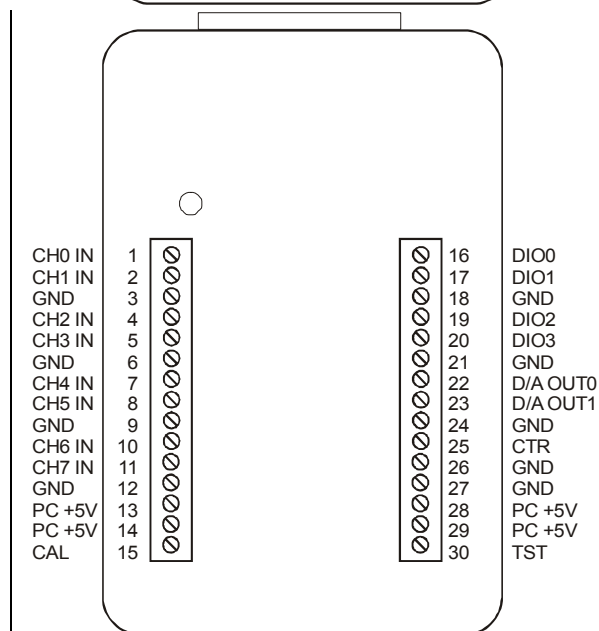 CH0 IN 1 16 DIO0
CH1 IN 2 17 DIO1
GND 3 18 GND
CH2 IN 4 19 DIO2
CH3 IN 5 20 DIO3
GND 6 21 GND
CH4 IN 7 22 D/A OUT0
CH5 IN 8 23 D/A OUT1
GND 9 24 GND
CH6 IN 10 25 CTR
CH7 IN 11 26 GND
GND 12 27 GND
PC +5V 13 28 PC +5V
PC +5V 14 29 PC +5V
CAL 15 30 TST